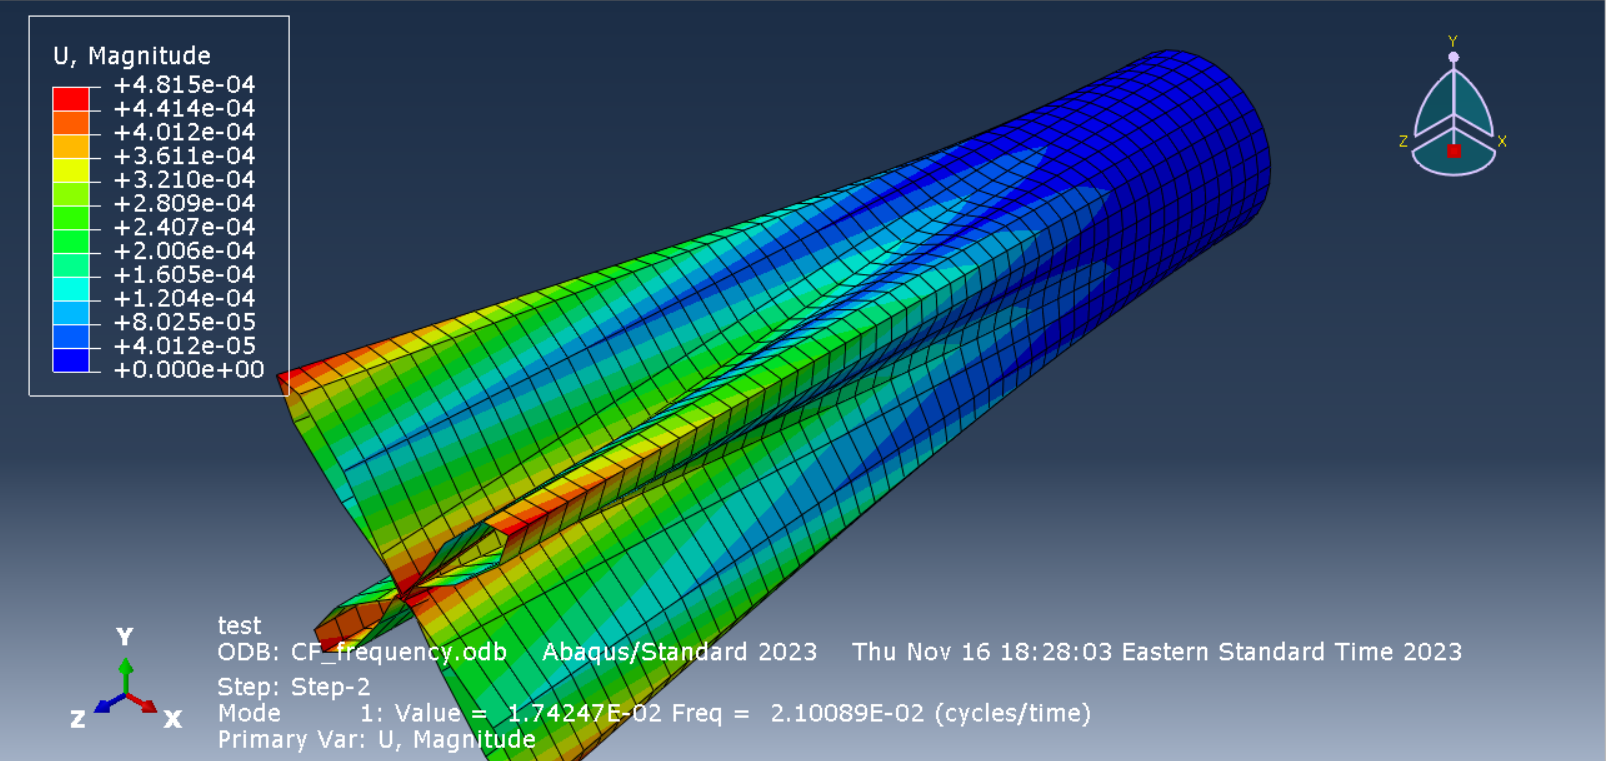 U, Magnitude
+4.815e-04
+4.414e-04
+4.012e-04
+3.611e-04
+3.210e-04
+2.809e-04
+2.407e-04
+2.006e-04
+1.605e-04
+1.204e-04
+8.025e-05
+4.012e-05
+0.000e+00
Y
Z X
Y
Z X
test
ODB: CF_frequency.odb Abaqus/Standard 2023 Thu Nov 16 18:28:03 Eastern Standard Time 2023
Step: Step-2
Mode 1: Value = 1.74247E-02 Freq = 2.10089E-02 (cycles/time)
Primary Var: U, Magnitude